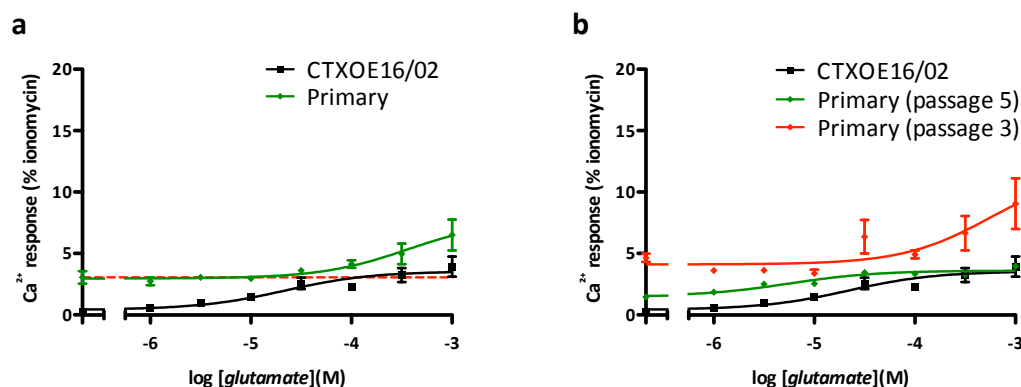 a
Ca²⁺ response (% ionomycin)
20
15
10
5
0
CTXOE16/02
Primary
-6
-5
-4
-3
log [glutamate](M)
b
Ca²⁺ response (% ionomycin)
20
15
10
5
0
CTXOE16/02
Primary (passage 5)
Primary (passage 3)
-6
-5
-4
-3
log [glutamate](M)